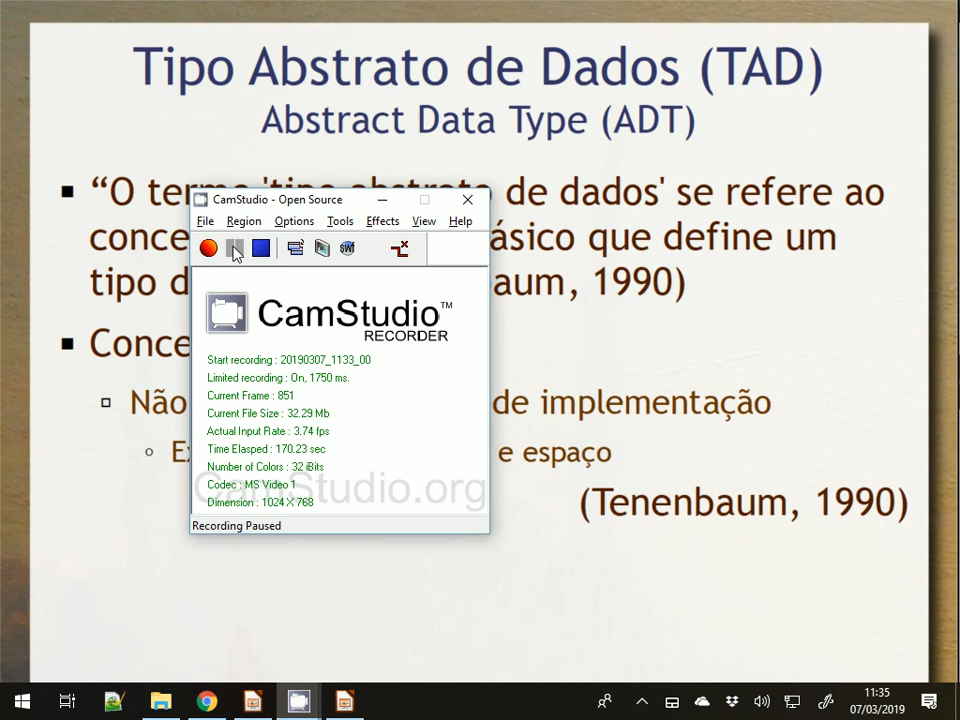 Tipo Abstrato de Dados (TAD)
Abstract Data Type (ADT)
“O termo 'tipo abstrato de dados' se refere ao
conce
ásico que define um
tipo d
aum, 1990)
Conce
Não
de implementação
e espaço
(Tenenbaum, 1990)
CamStudio - Open Source
File Region Options Tools Effects View Help
SWf
CamStudio™
RECORDER
Start recording : 20190307_1133_00
Limited recording : On, 1750 ms.
Current Frame : 851
Current File Size : 32.29 Mb
Actual Input Rate : 3.74 fps
Time Elasped : 170.23 sec
Number of Colors : 32 iBits
Codec : MS Video 1
CamStudio.org
Dimension : 1024 X 768
Recording Paused
11:35
07/03/2019